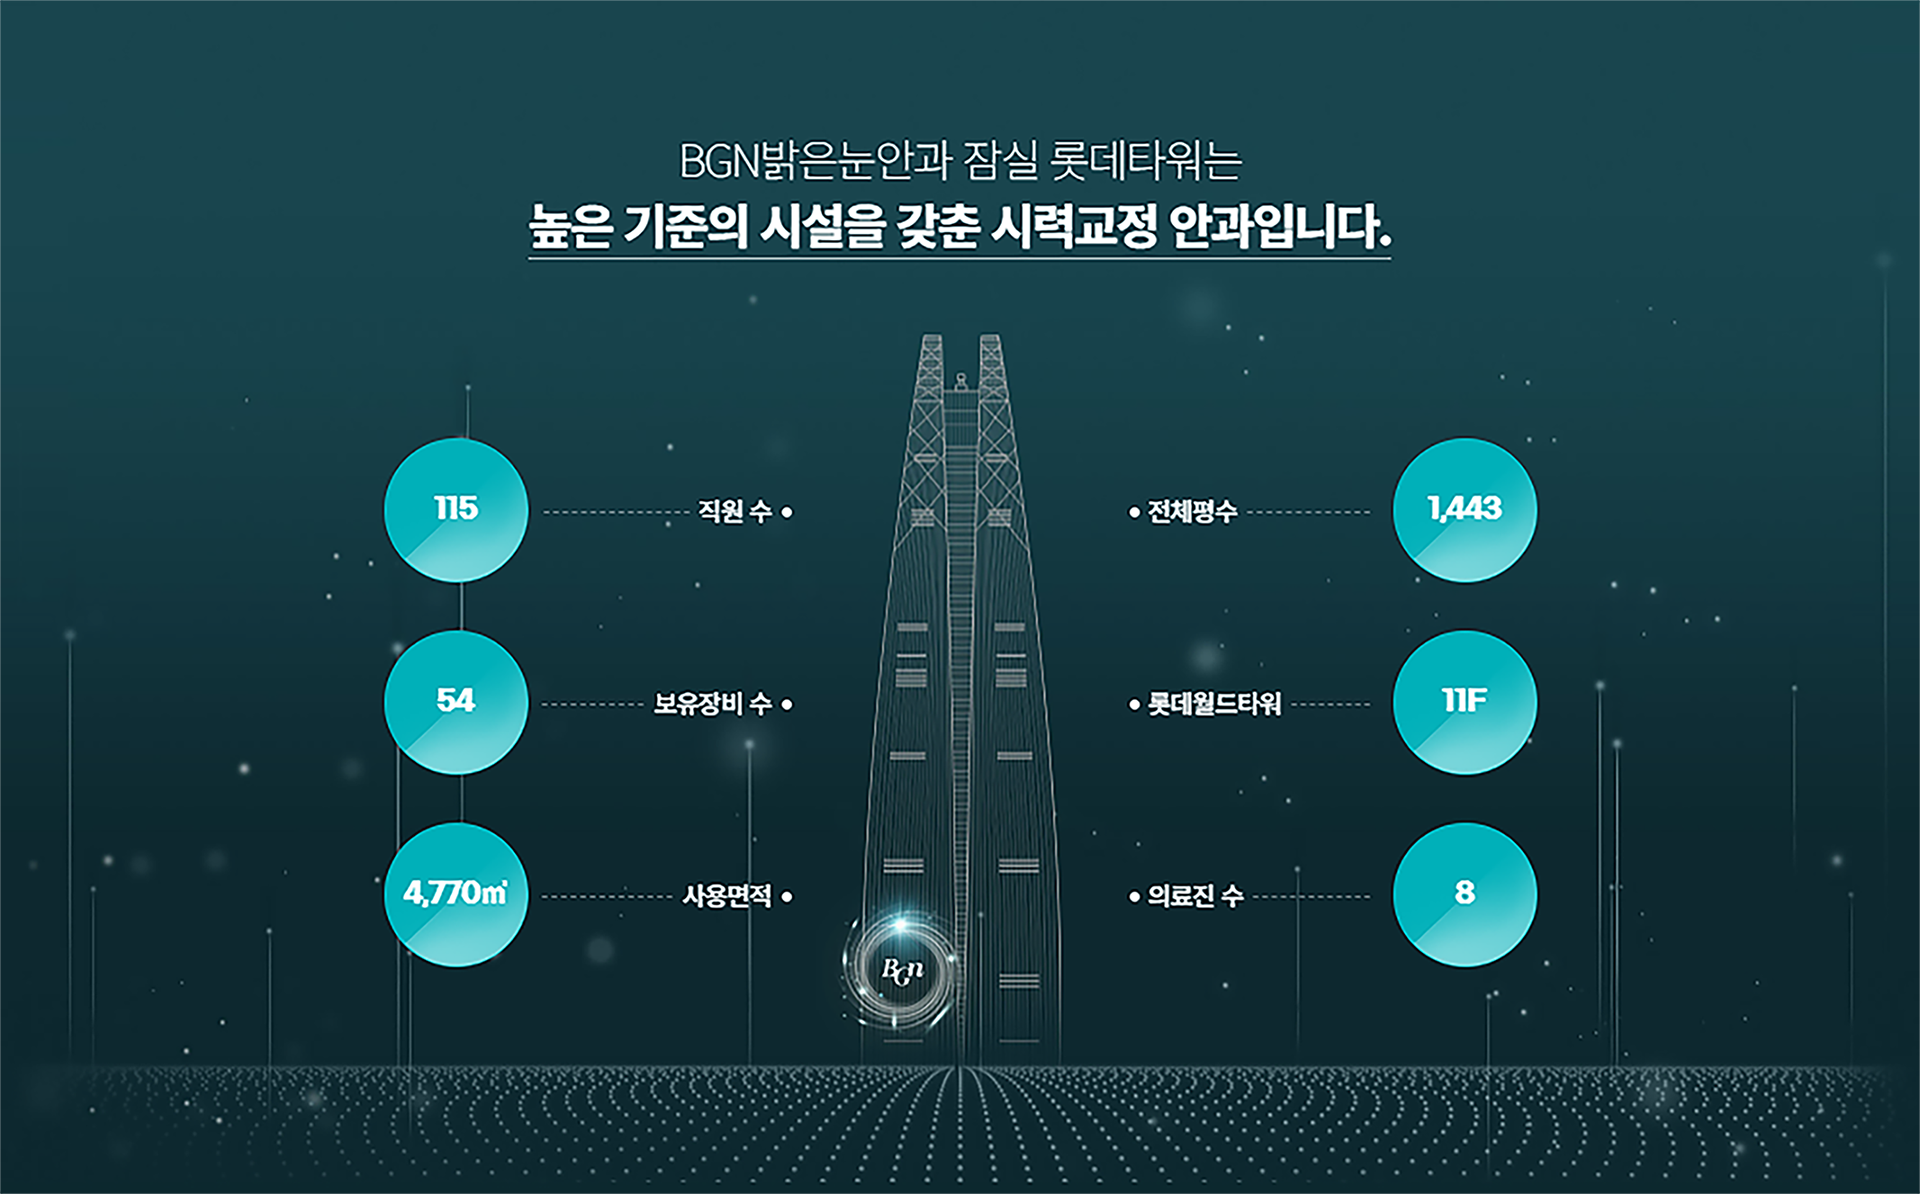 BGN밝은눈안과 잠실 롯데타워는
높은 기준의 시설을 갖춘 시력교정 안과입니다.
115 직원 수
전체평수 1,443
54 보유장비 수
롯데월드타워 11F
4,770㎡ 사용면적
의료진 수 8
BGn